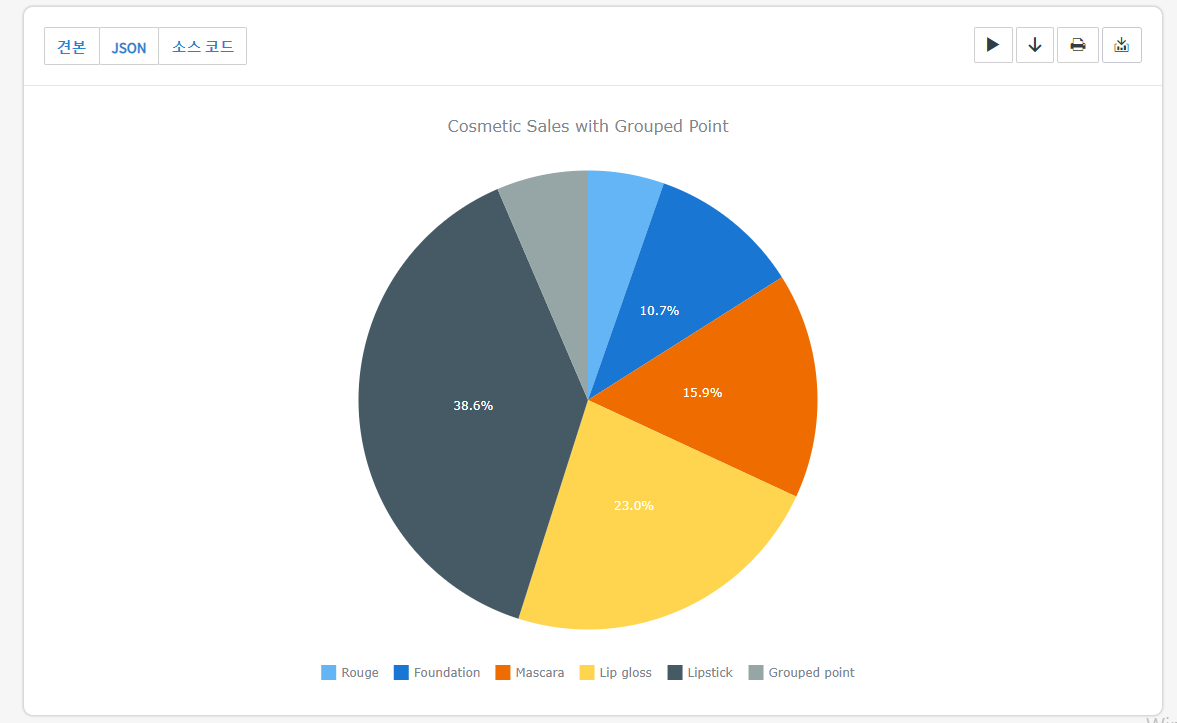 견본 JSON 소스 코드
Cosmetic Sales with Grouped Point
10.7%
15.9%
38.6%
23.0%
Rouge Foundation Mascara Lip gloss Lipstick Grouped point